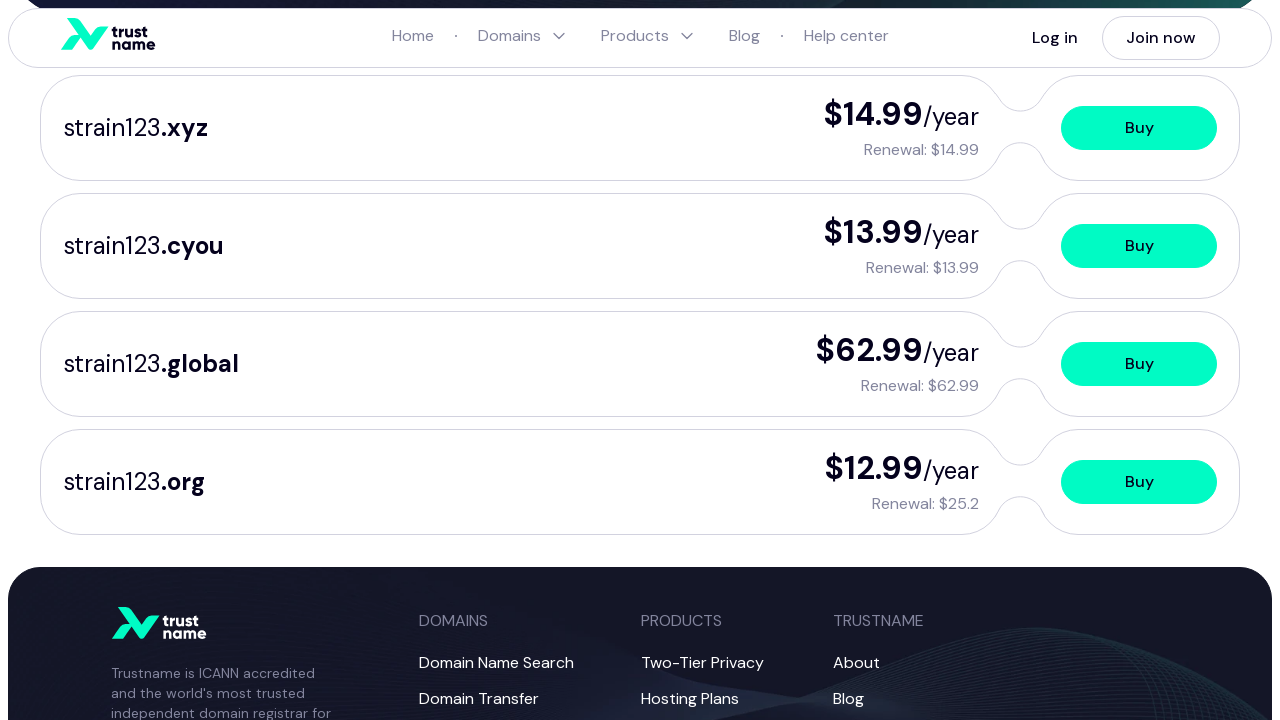 trust
name
Home · Domains Products Blog · Help center
Log in
Join now
strain123.xyz
$14.99/year
Renewal: $14.99
Buy
strain123.cyou
$13.99/year
Renewal: $13.99
Buy
strain123.global
$62.99/year
Renewal: $62.99
Buy
strain123.org
$12.99/year
Renewal: $25.2
Buy
trust
name
Trustname is ICANN accredited
and the world's most trusted
independent domain registrar for
DOMAINS
Domain Name Search
Domain Transfer
PRODUCTS
Two-Tier Privacy
Hosting Plans
TRUSTNAME
About
Blog